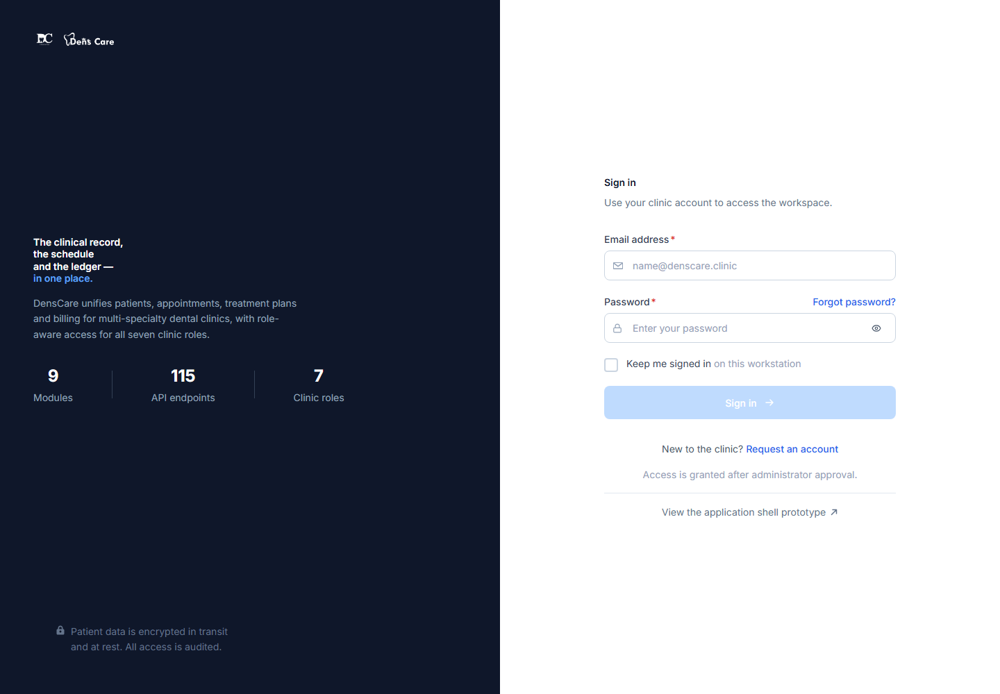 DC Dens Care
The clinical record,
the schedule
and the ledger —
in one place.
DensCare unifies patients, appointments, treatment plans
and billing for multi-specialty dental clinics, with role-
aware access for all seven clinic roles.
9 115 7
Modules API endpoints Clinic roles
Patient data is encrypted in transit
and at rest. All access is audited.
Sign in
Use your clinic account to access the workspace.
Email address*
name@denscare.clinic
Password* Forgot password?
Enter your password
Keep me signed in on this workstation
Sign in →
New to the clinic? Request an account
Access is granted after administrator approval.
View the application shell prototype ↗